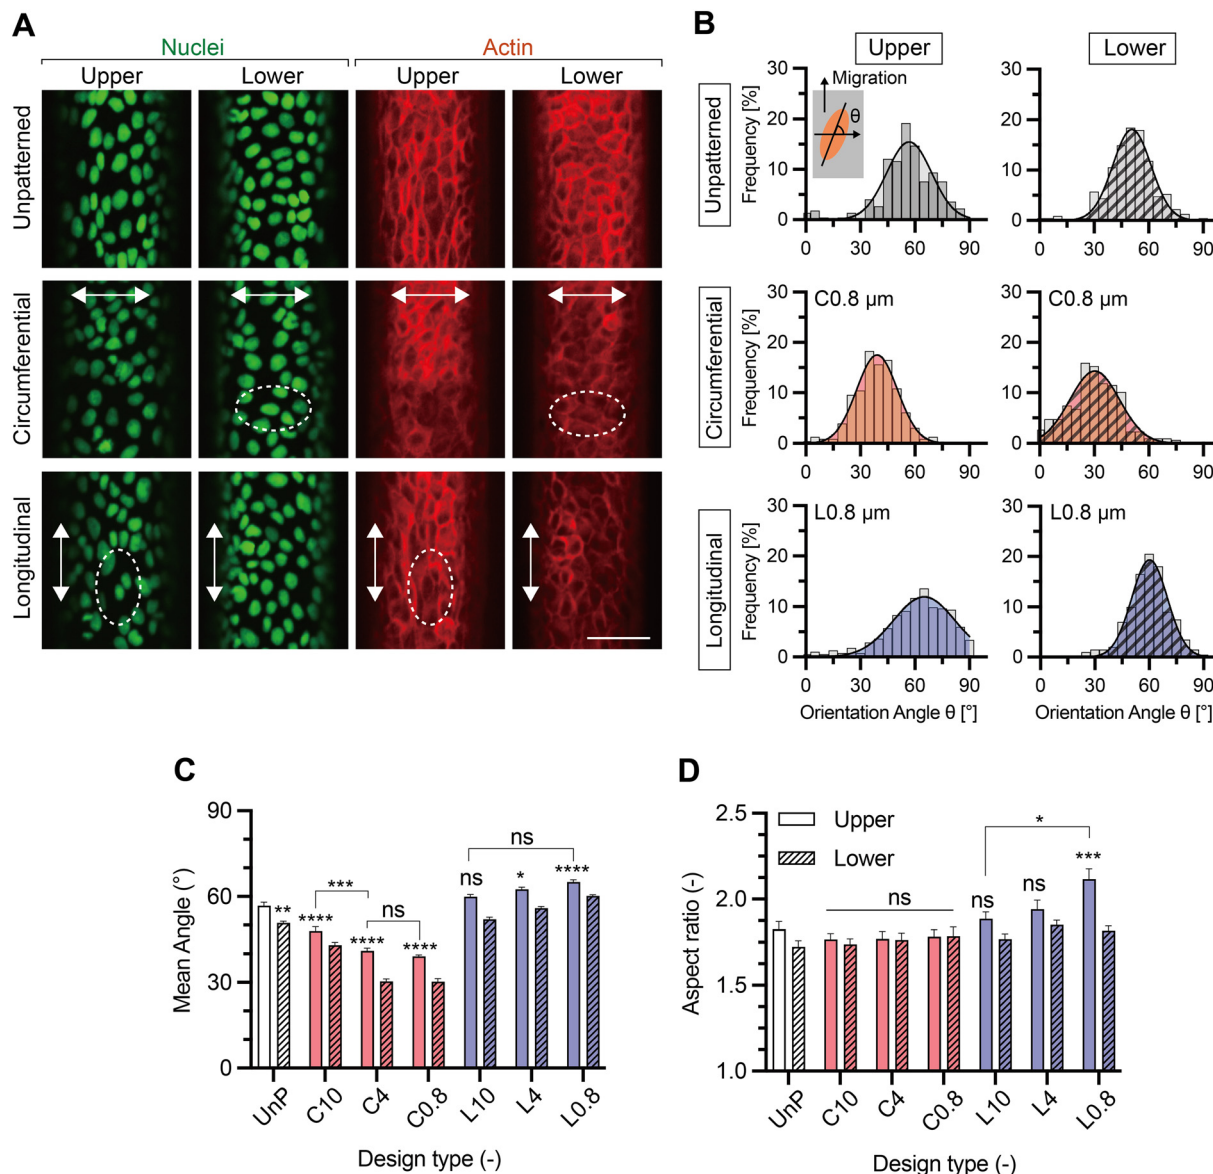 A
Nuclei
Actin
Upper
Lower
Upper
Lower
Unpatterned
Circumferential
Longitudinal
B
Upper
Lower
Unpatterned
Frequency [%]
30
20
10
0
Migration
θ
0 30 60 90
30
20
10
0
0 30 60 90
Circumferential
Frequency [%]
30
20
10
0
C0.8 μm
0 30 60 90
30
20
10
0
C0.8 μm
0 30 60 90
Longitudinal
Frequency [%]
30
20
10
0
L0.8 μm
0 30 60 90
Orientation Angle θ [°]
30
20
10
0
L0.8 μm
0 30 60 90
Orientation Angle θ [°]
C
Mean Angle (°)
90
60
30
0
**
****
***
****
ns
****
ns
ns
*
****
UnP C10 C4 C0.8 L10 L4 L0.8
Design type (-)
D
Aspect ratio (-)
2.5
2.0
1.5
1.0
Upper
Lower
ns
ns
ns
*
***
UnP C10 C4 C0.8 L10 L4 L0.8
Design type (-)